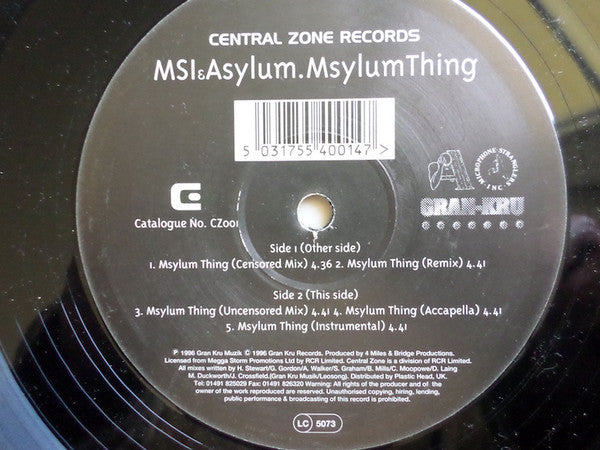 CENTRAL ZONE RECORDS
MSI&Asylum.MsylumThing
5 031755 400147 >
MICROPHONE STRANGLERS INC.
GRAN-KRU
Catalogue No. CZ001
Side 1 (Other side)
1. Msylum Thing (Censored Mix) 4.36 2. Msylum Thing (Remix) 4.41
Side 2 (This side)
3. Msylum Thing (Uncensored Mix) 4.41 4. Msylum Thing (Accapella) 4.41
5. Msylum Thing (Instrumental) 4.41
℗ 1996 Gran Kru Muzik © 1996 Gran Kru Records. Produced by 4 Miles & Bridge Productions.
Licensed from Megga Storm Promotions Ltd by RCR Limited. Central Zone is a division of RCR Limited.
All mixes written by H. Stewart/G. Gordon/A. Walker/S. Graham/B. Mills/C. Moopowe/D. Laing
M. Duckworth/J. Crossfield.(Gran Kru Musik/Leosong). Distributed by Plastic Head, UK.
Tel: 01491 825029 Fax: 01491 826320 Warning: All rights of the producer and of the
owner of the work reproduced are reserved. Unauthorised copying, hiring, lending,
public performance & broadcasting of this record is prohibited.
LC 5073